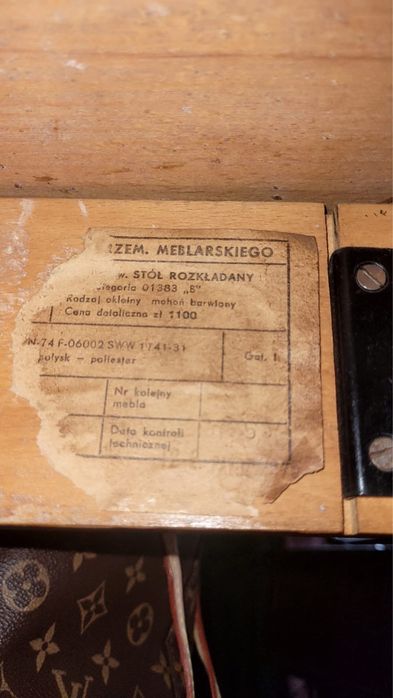 RZEM. MEBLARSKIEGO
w. STÓŁ ROZKŁADANY
tegoria 01383 „B"
Rodzaj okleiny mahoń barwiony
Cena detaliczna zł 1100
N-74 F-06002 SWW 1741-31
połysk — poliester
Gat. I
Nr kolejny
mebla
Data kontroli
technicznej